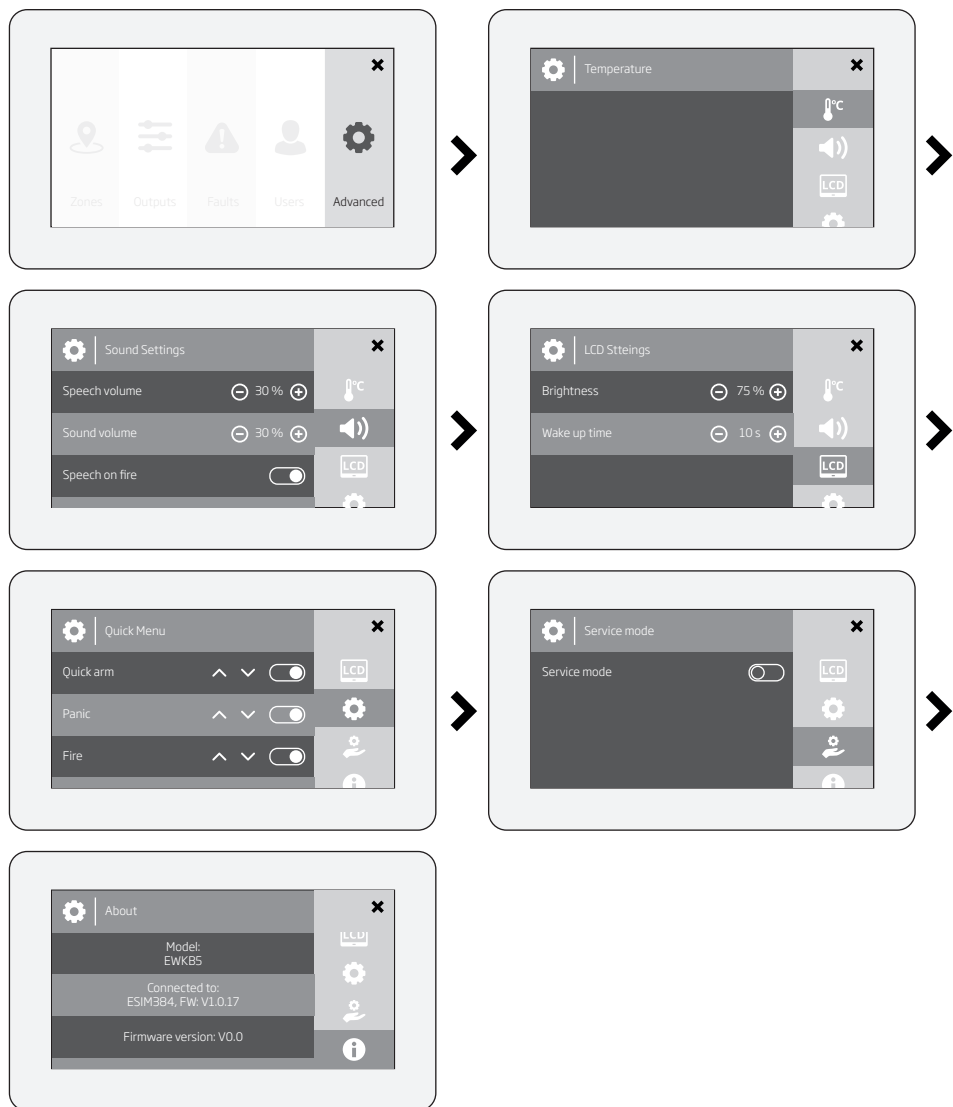 Zones Outputs Faults Users Advanced
Temperature
°C
LCD
Sound Settings
Speech volume 30 %
Sound volume 30 %
Speech on fire
°C
LCD
LCD Stteings
Brightness 75 %
Wake up time 10 s
°C
LCD
Quick Menu
Quick arm
Panic
Fire
LCD
Service mode
Service mode
LCD
About
Model:
EWKB5
Connected to:
ESIM384, FW: V1.0.17
Firmware version: V0.0
LCD